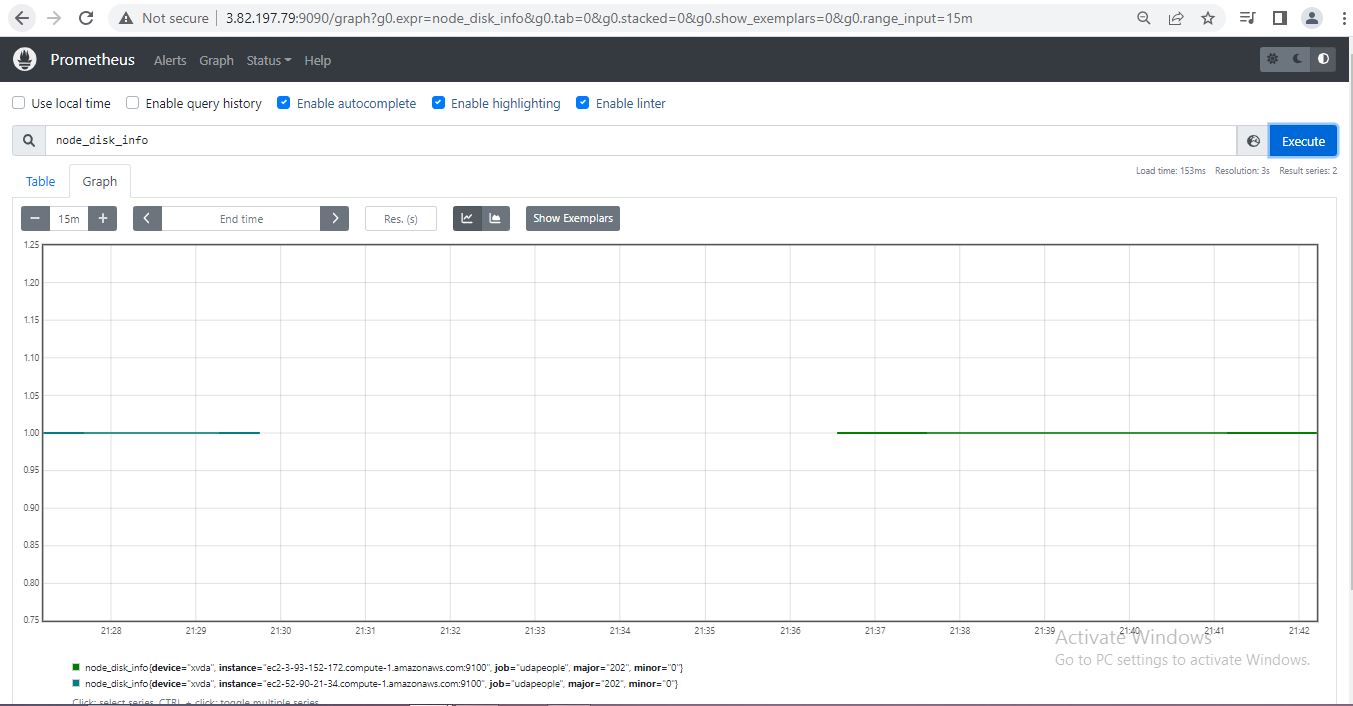 Not secure 3.82.197.79:9090/graph?g0.expr=node_disk_info&g0.tab=0&g0.stacked=0&g0.show_exemplars=0&g0.range_input=15m
Prometheus Alerts Graph Status Help
Use local time Enable query history Enable autocomplete Enable highlighting Enable linter
node_disk_info Execute
Load time: 153ms Resolution: 3s Result series: 2
Table Graph
− 15m + < End time > Res. (s) Show Exemplars
1.25
1.20
1.15
1.10
1.05
1.00
0.95
0.90
0.85
0.80
0.75
21:28 21:29 21:30 21:31 21:32 21:33 21:34 21:35 21:36 21:37 21:38 21:39 21:40 21:41 21:42
Activate Windows
Go to PC settings to activate Windows.
node_disk_info{device="xvda", instance="ec2-3-93-152-172.compute-1.amazonaws.com:9100", job="udapeople", major="202", minor="0"}
node_disk_info{device="xvda", instance="ec2-52-90-21-34.compute-1.amazonaws.com:9100", job="udapeople", major="202", minor="0"}
Click: select series, CTRL + click: toggle multiple series